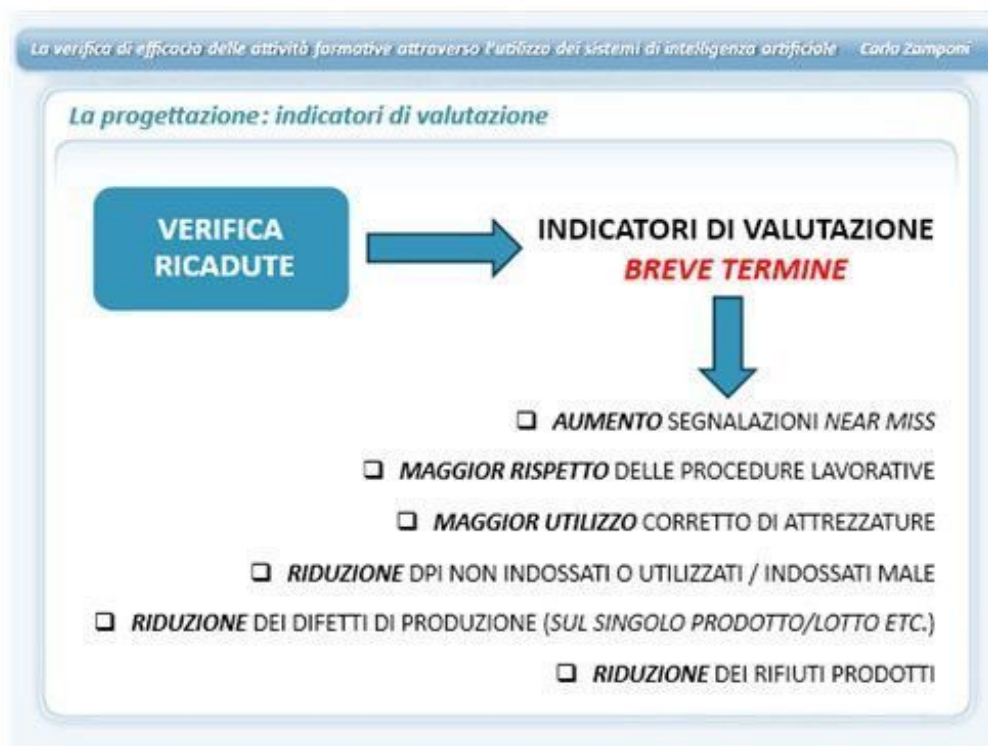 La verifica di efficacia delle attività formative attraverso l'utilizzo dei sistemi di intelligenza artificiale Carlo Zamponi
La progettazione: indicatori di valutazione
VERIFICA
RICADUTE
INDICATORI DI VALUTAZIONE
BREVE TERMINE
❑ AUMENTO SEGNALAZIONI NEAR MISS
❑ MAGGIOR RISPETTO DELLE PROCEDURE LAVORATIVE
❑ MAGGIOR UTILIZZO CORRETTO DI ATTREZZATURE
❑ RIDUZIONE DPI NON INDOSSATI O UTILIZZATI / INDOSSATI MALE
❑ RIDUZIONE DEI DIFETTI DI PRODUZIONE (SUL SINGOLO PRODOTTO/LOTTO ETC.)
❑ RIDUZIONE DEI RIFIUTI PRODOTTI